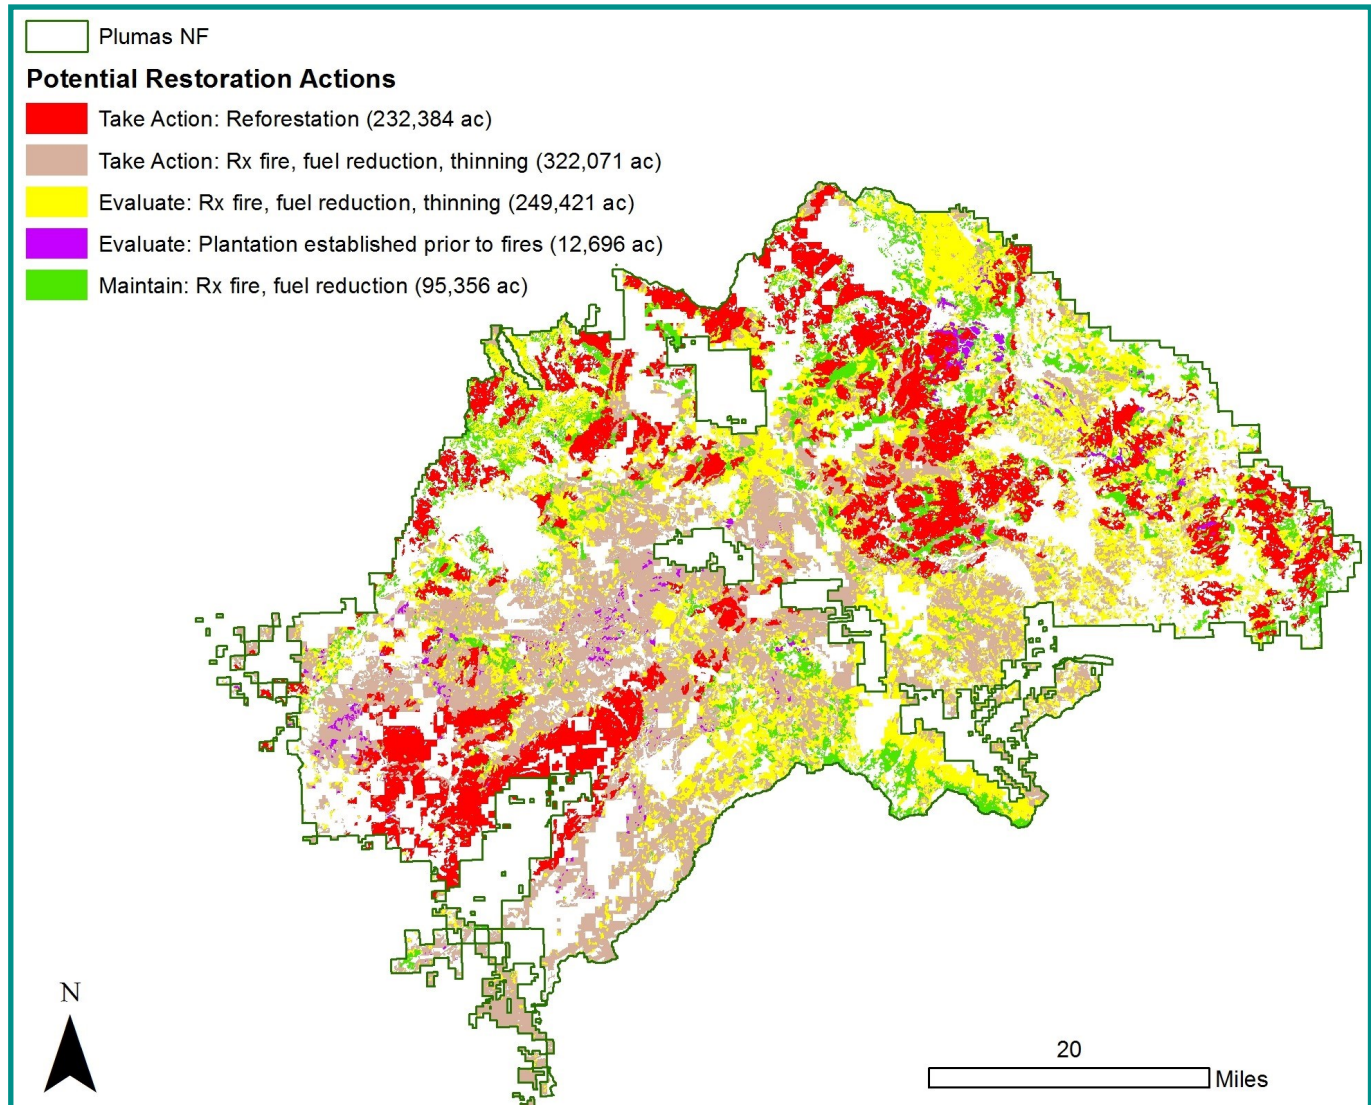 Plumas NF
Potential Restoration Actions
Take Action: Reforestation (232,384 ac)
Take Action: Rx fire, fuel reduction, thinning (322,071 ac)
Evaluate: Rx fire, fuel reduction, thinning (249,421 ac)
Evaluate: Plantation established prior to fires (12,696 ac)
Maintain: Rx fire, fuel reduction (95,356 ac)
N
20
Miles